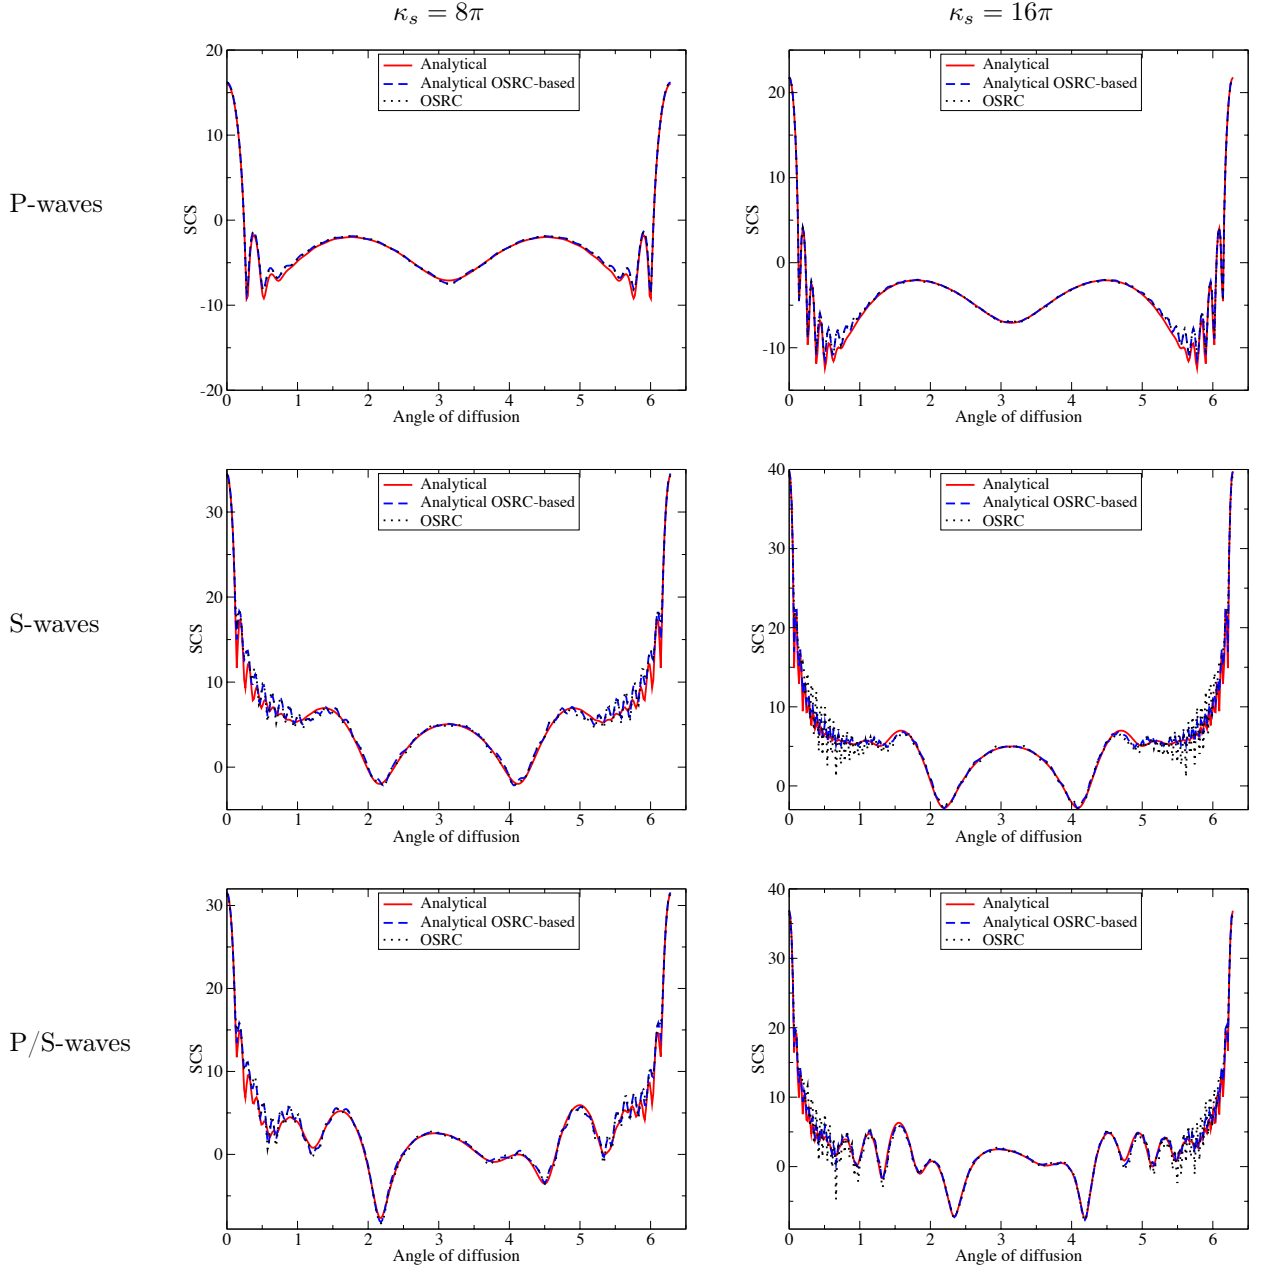 κs = 8π
κs = 16π
P-waves
20
10
0
-10
-20
SCS
0 1 2 3 4 5 6
Angle of diffusion
Analytical
Analytical OSRC-based
OSRC
20
10
0
-10
SCS
0 1 2 3 4 5 6
Angle of diffusion
Analytical
Analytical OSRC-based
OSRC
S-waves
30
20
10
0
SCS
0 1 2 3 4 5 6
Angle of diffusion
Analytical
Analytical OSRC-based
OSRC
40
30
20
10
0
SCS
0 1 2 3 4 5 6
Angle of diffusion
Analytical
Analytical OSRC-based
OSRC
P/S-waves
30
20
10
0
SCS
0 1 2 3 4 5 6
Angle of diffusion
Analytical
Analytical OSRC-based
OSRC
40
30
20
10
0
SCS
0 1 2 3 4 5 6
Angle of diffusion
Analytical
Analytical OSRC-based
OSRC